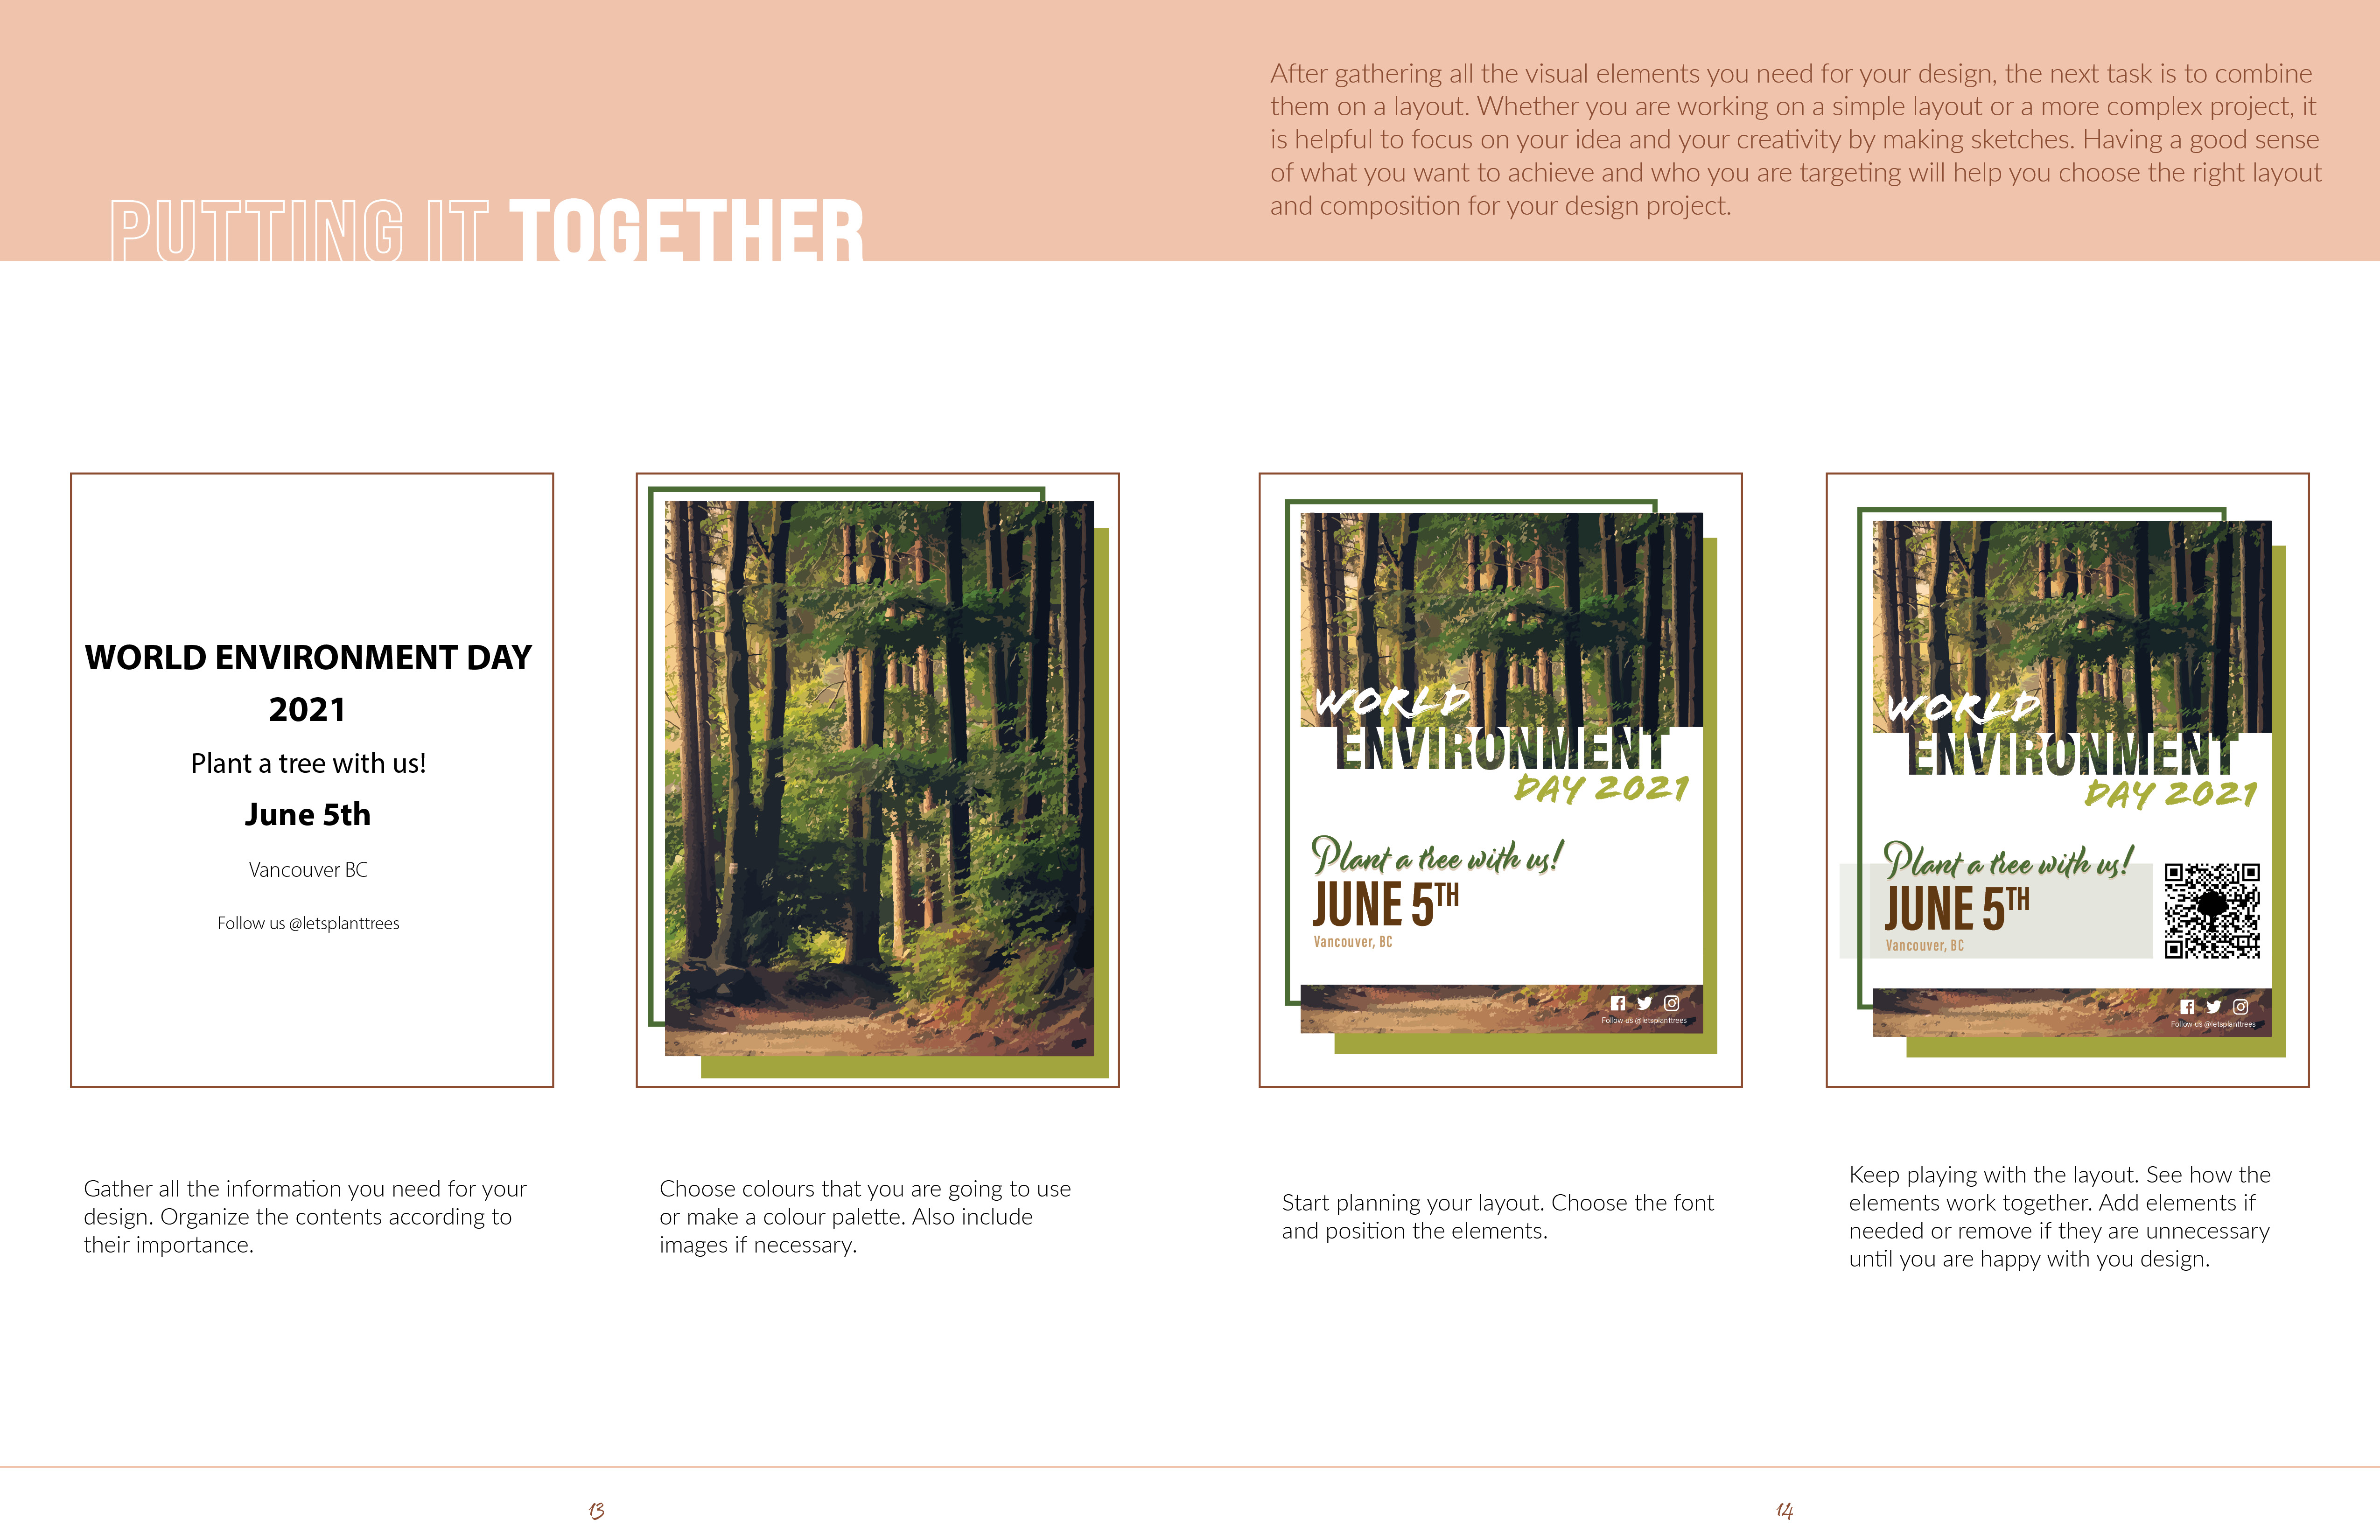 PUTTING IT TOGETHER
After gathering all the visual elements you need for your design, the next task is to combine
them on a layout. Whether you are working on a simple layout or a more complex project, it
is helpful to focus on your idea and your creativity by making sketches. Having a good sense
of what you want to achieve and who you are targeting will help you choose the right layout
and composition for your design project.
WORLD ENVIRONMENT DAY
2021
Plant a tree with us!
June 5th
Vancouver BC
Follow us @letsplanttrees
Gather all the information you need for your
design. Organize the contents according to
their importance.
Choose colours that you are going to use
or make a colour palette. Also include
images if necessary.
WORLD
ENVIRONMENT
DAY 2021
Plant a tree with us!
JUNE 5TH
Vancouver, BC
Follow us @letsplanttrees
Start planning your layout. Choose the font
and position the elements.
WORLD
ENVIRONMENT
DAY 2021
Plant a tree with us!
JUNE 5TH
Vancouver, BC
Follow us @letsplanttrees
Keep playing with the layout. See how the
elements work together. Add elements if
needed or remove if they are unnecessary
until you are happy with you design.
13
14